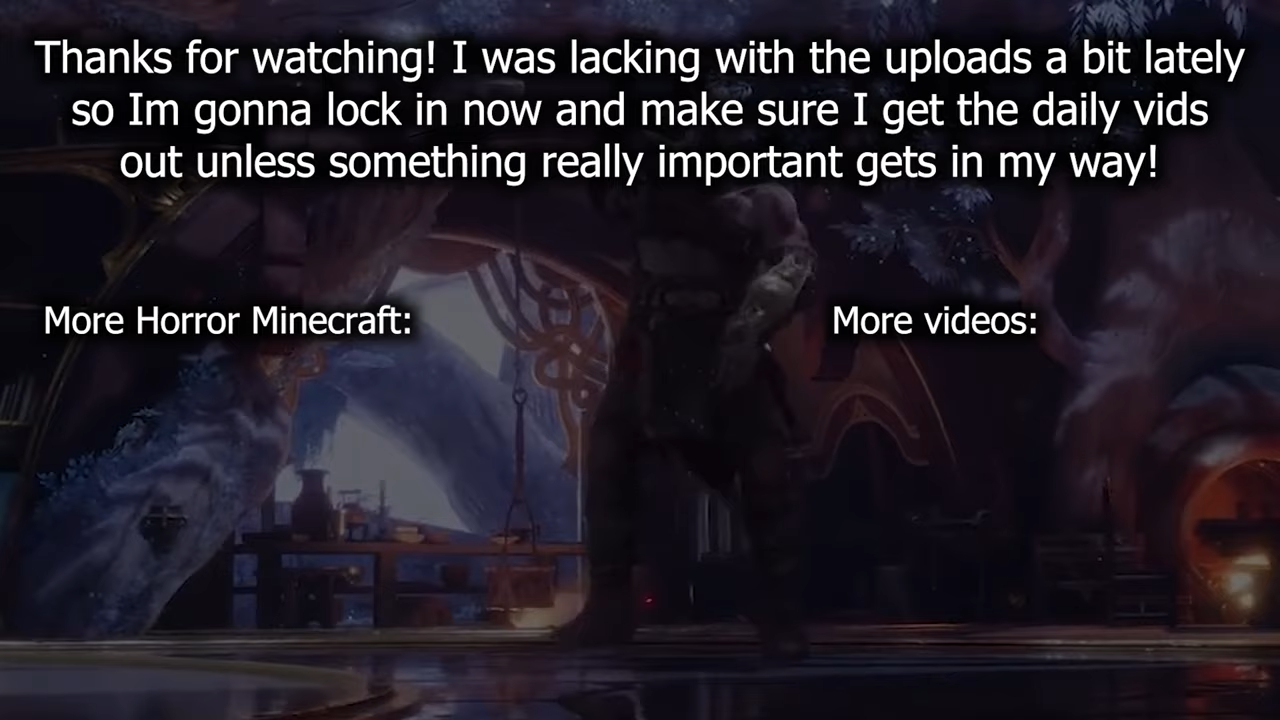 Thanks for watching! I was lacking with the uploads a bit lately
so Im gonna lock in now and make sure I get the daily vids
out unless something really important gets in my way!
More Horror Minecraft:
More videos: